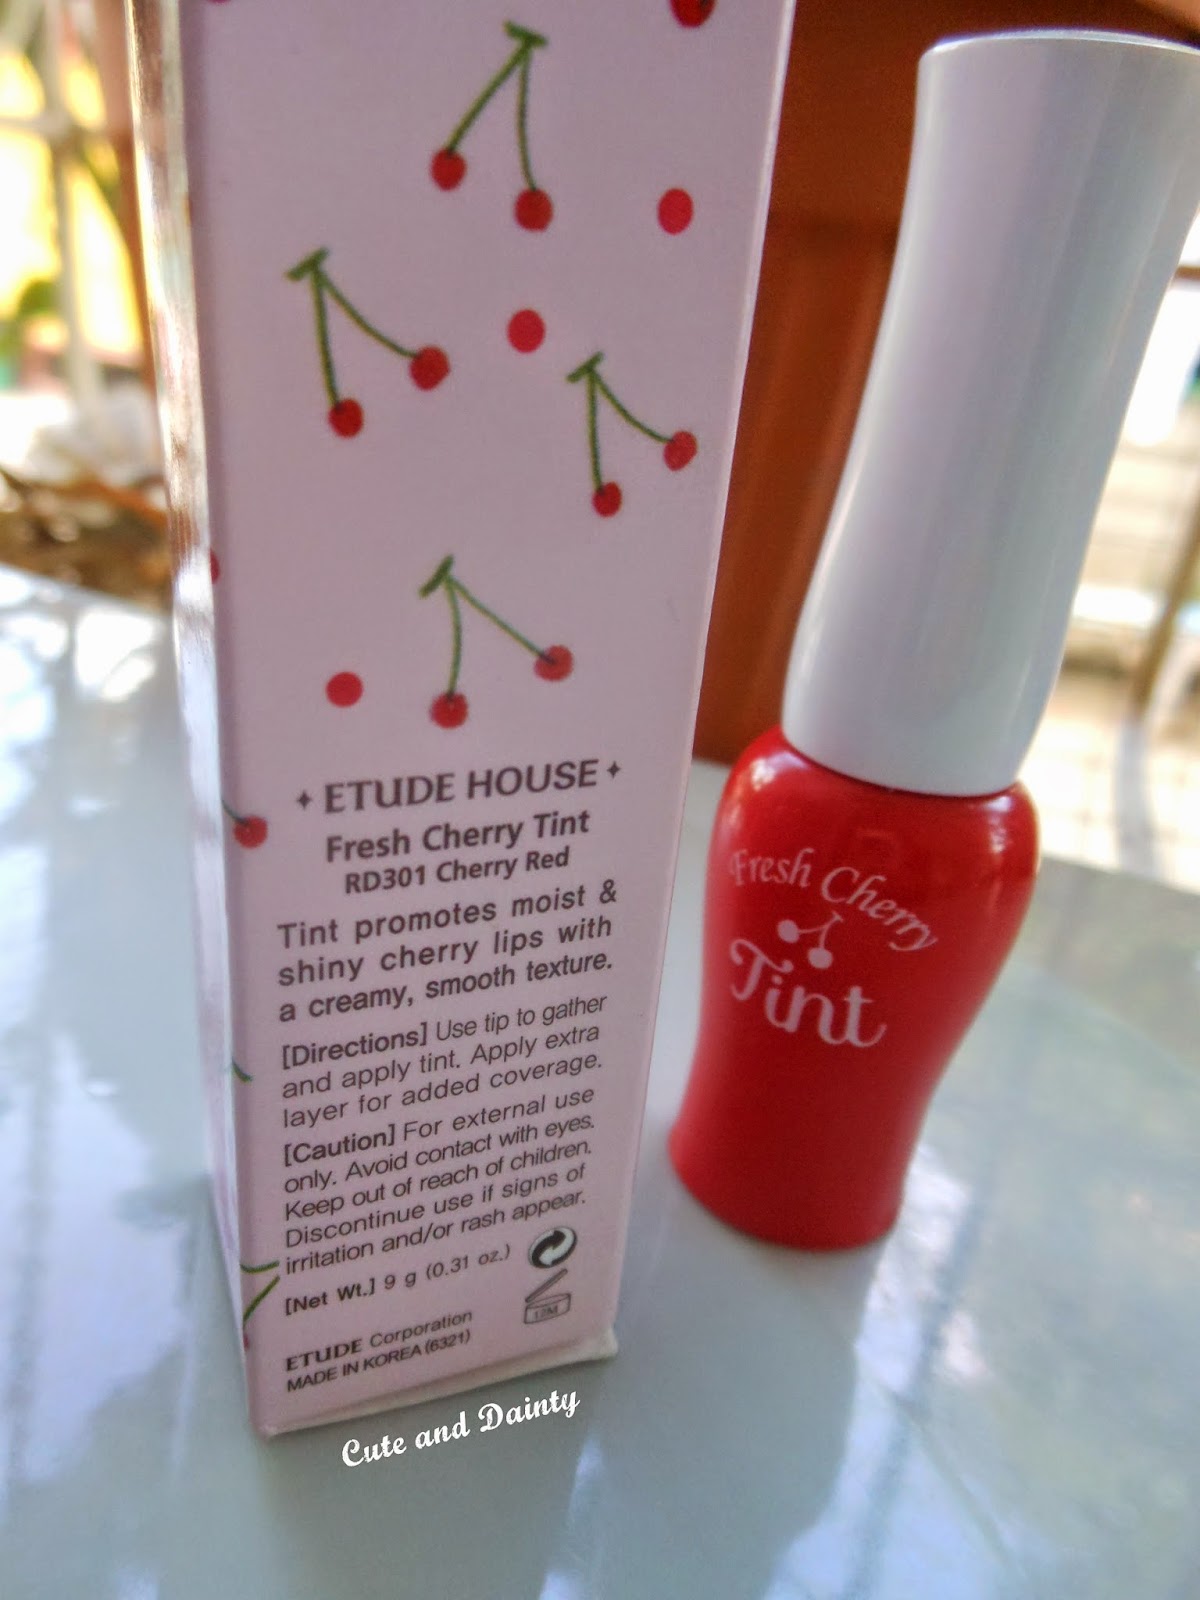 ✦ ETUDE HOUSE ✦
Fresh Cherry Tint
RD301 Cherry Red
Tint promotes moist &
shiny cherry lips with
a creamy, smooth texture.
[Directions] Use tip to gather
and apply tint. Apply extra
layer for added coverage.
[Caution] For external use
only. Avoid contact with eyes.
Keep out of reach of children.
Discontinue use if signs of
irritation and/or rash appear.
[Net Wt.] 9 g (0.31 oz.)
12M
ETUDE Corporation
MADE IN KOREA (6321)
Fresh Cherry
Tint
Cute and Dainty